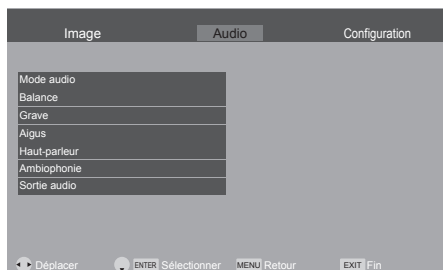 Image Audio Configuration
Mode audio
Balance
Grave
Aigus
Haut-parleur
Ambiophonie
Sortie audio
Déplacer ENTER Sélectionner MENU Retour EXIT Fin